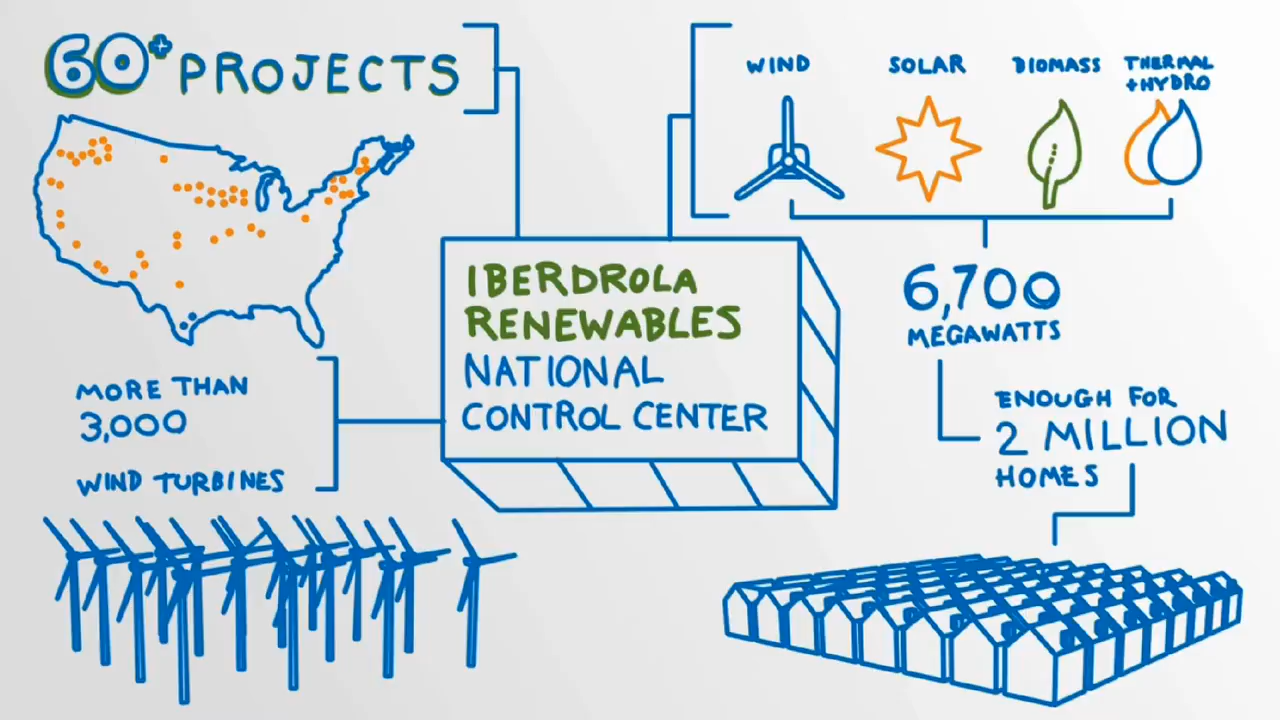 60+ PROJECTS
WIND
SOLAR
BIOMASS
THERMAL
+HYDRO
IBERDROLA
RENEWABLES
NATIONAL
CONTROL CENTER
6,700
MEGAWATTS
MORE THAN
3,000
WIND TURBINES
ENOUGH FOR
2 MILLION
HOMES